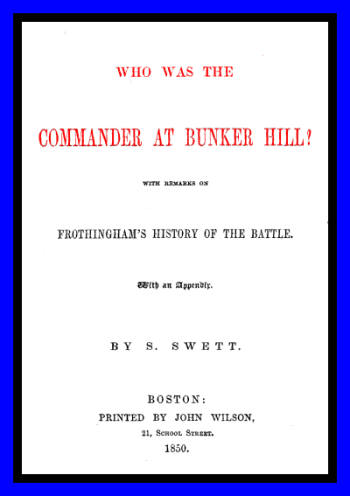 WHO WAS THE
COMMANDER AT BUNKER HILL?
WITH REMARKS ON
FROTHINGHAM'S HISTORY OF THE BATTLE.
With an Appendix.
BY S. SWETT.
BOSTON:
PRINTED BY JOHN WILSON,
21, SCHOOL STREET.
1850.